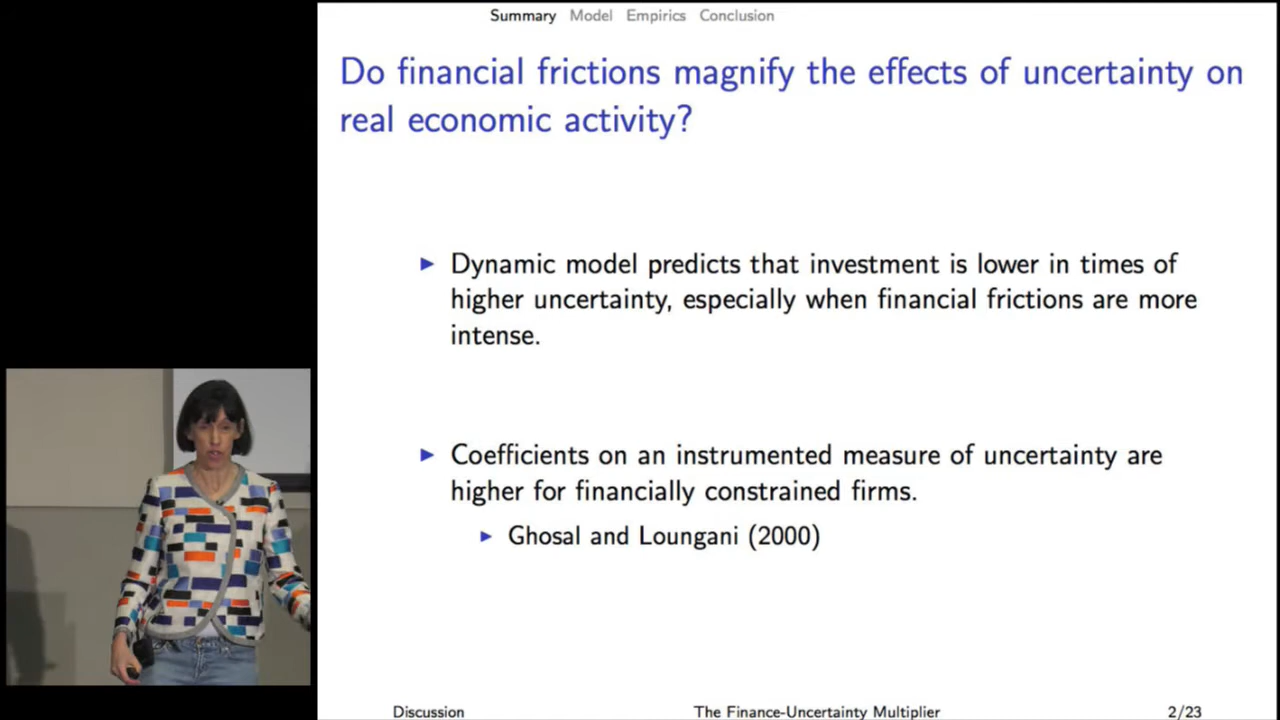 Summary Model Empirics Conclusion
Do financial frictions magnify the effects of uncertainty on
real economic activity?
▶ Dynamic model predicts that investment is lower in times of
higher uncertainty, especially when financial frictions are more
intense.
▶ Coefficients on an instrumented measure of uncertainty are
higher for financially constrained firms.
▶ Ghosal and Loungani (2000)
Discussion The Finance-Uncertainty Multiplier 2/23